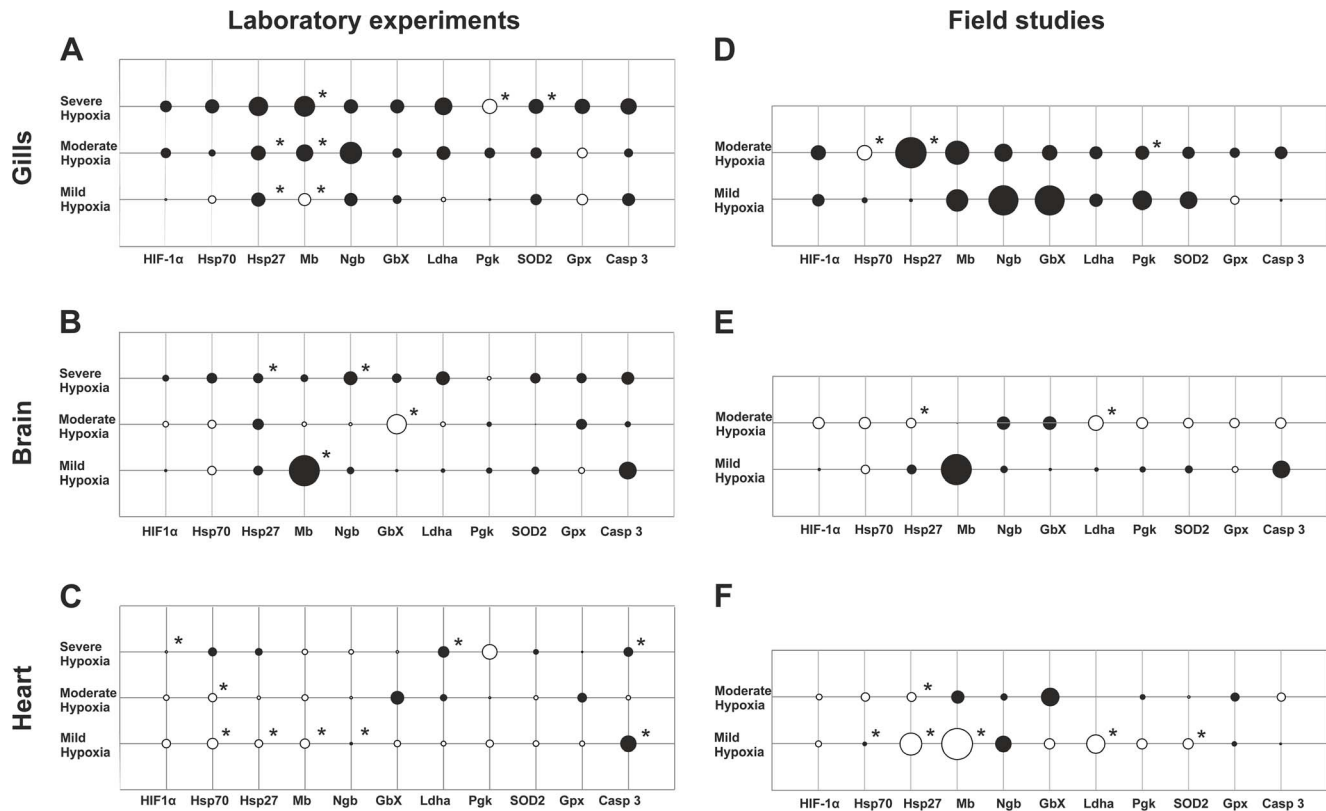 Laboratory experiments
Field studies
Gills
A
Severe
Hypoxia
* * *
Moderate
Hypoxia
* *
Mild
Hypoxia
* *
HIF-1α Hsp70 Hsp27 Mb Ngb GbX Ldha Pgk SOD2 Gpx Casp 3
D
Moderate
Hypoxia
* * *
Mild
Hypoxia
HIF-1α Hsp70 Hsp27 Mb Ngb GbX Ldha Pgk SOD2 Gpx Casp 3
Brain
B
Severe
Hypoxia
* *
Moderate
Hypoxia
*
Mild
Hypoxia
*
HIF1α Hsp70 Hsp27 Mb Ngb GbX Ldha Pgk SOD2 Gpx Casp 3
E
Moderate
Hypoxia
* *
Mild
Hypoxia
HIF-1α Hsp70 Hsp27 Mb Ngb GbX Ldha Pgk SOD2 Gpx Casp 3
Heart
C
Severe
Hypoxia
* * *
Moderate
Hypoxia
*
Mild
Hypoxia
* * * * *
HIF1α Hsp70 Hsp27 Mb Ngb GbX Ldha Pgk SOD2 Gpx Casp 3
F
Moderate
Hypoxia
*
Mild
Hypoxia
* * * * *
HIF-1α Hsp70 Hsp27 Mb Ngb GbX Ldha Pgk SOD2 Gpx Casp 3